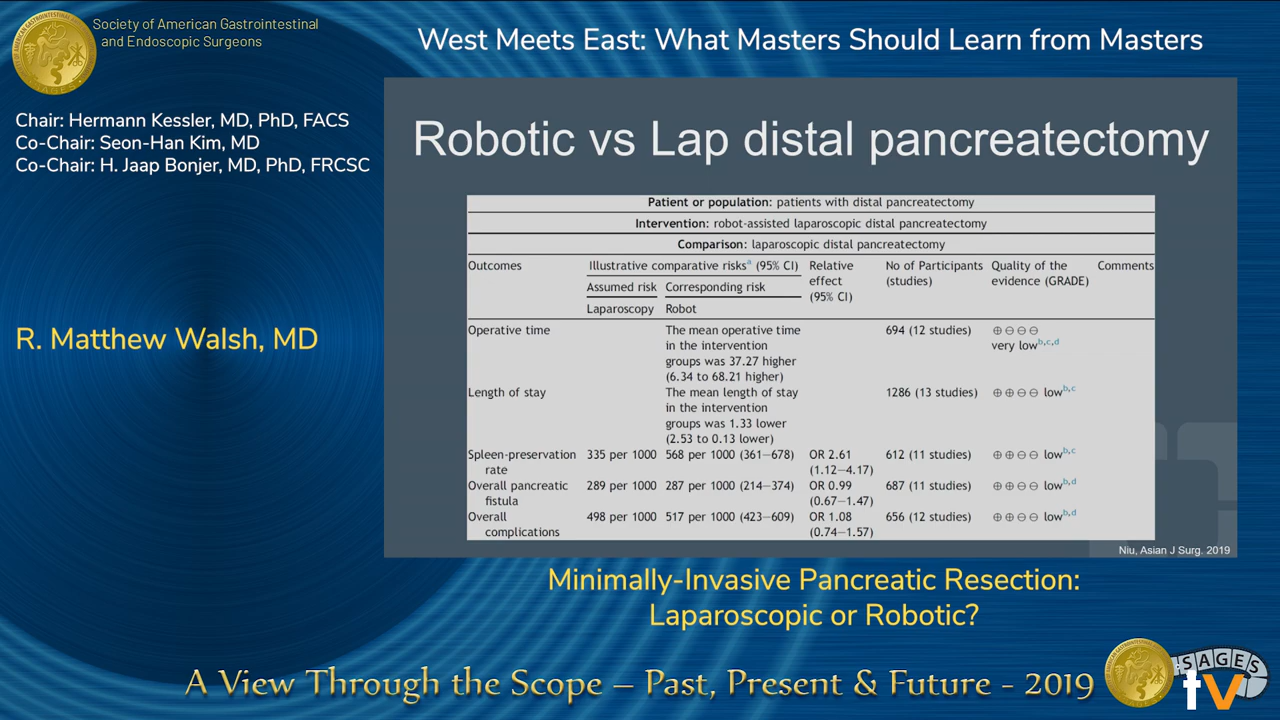 Society of American Gastrointestinal
and Endoscopic Surgeons
West Meets East: What Masters Should Learn from Masters
Chair: Hermann Kessler, MD, PhD, FACS
Co-Chair: Seon-Han Kim, MD
Co-Chair: H. Jaap Bonjer, MD, PhD, FRCSC
R. Matthew Walsh, MD
Robotic vs Lap distal pancreatectomy
Patient or population: patients with distal pancreatectomy
Intervention: robot-assisted laparoscopic distal pancreatectomy
Comparison: laparoscopic distal pancreatectomy
Outcomes Illustrative comparative risksa (95% CI) Relative No of Participants Quality of the Comments
effect (studies) evidence (GRADE)
Assumed risk Corresponding risk
(95% CI)
Laparoscopy Robot
Operative time The mean operative time 694 (12 studies) ⊕⊖⊖⊖
in the intervention very lowb,c,d
groups was 37.27 higher
(6.34 to 68.21 higher)
Length of stay The mean length of stay 1286 (13 studies) ⊕⊕⊖⊖ lowb,c
in the intervention
groups was 1.33 lower
(2.53 to 0.13 lower)
Spleen-preservation 335 per 1000 568 per 1000 (361–678) OR 2.61 612 (11 studies) ⊕⊕⊖⊖ lowb,c
rate (1.12–4.17)
Overall pancreatic 289 per 1000 287 per 1000 (214–374) OR 0.99 687 (11 studies) ⊕⊕⊖⊖ lowb,d
fistula (0.67–1.47)
Overall 498 per 1000 517 per 1000 (423–609) OR 1.08 656 (12 studies) ⊕⊕⊖⊖ lowb,d
complications (0.74–1.57)
Niu, Asian J Surg. 2019
Minimally-Invasive Pancreatic Resection:
Laparoscopic or Robotic?
A View Through the Scope – Past, Present & Future - 2019
SAGES
tv